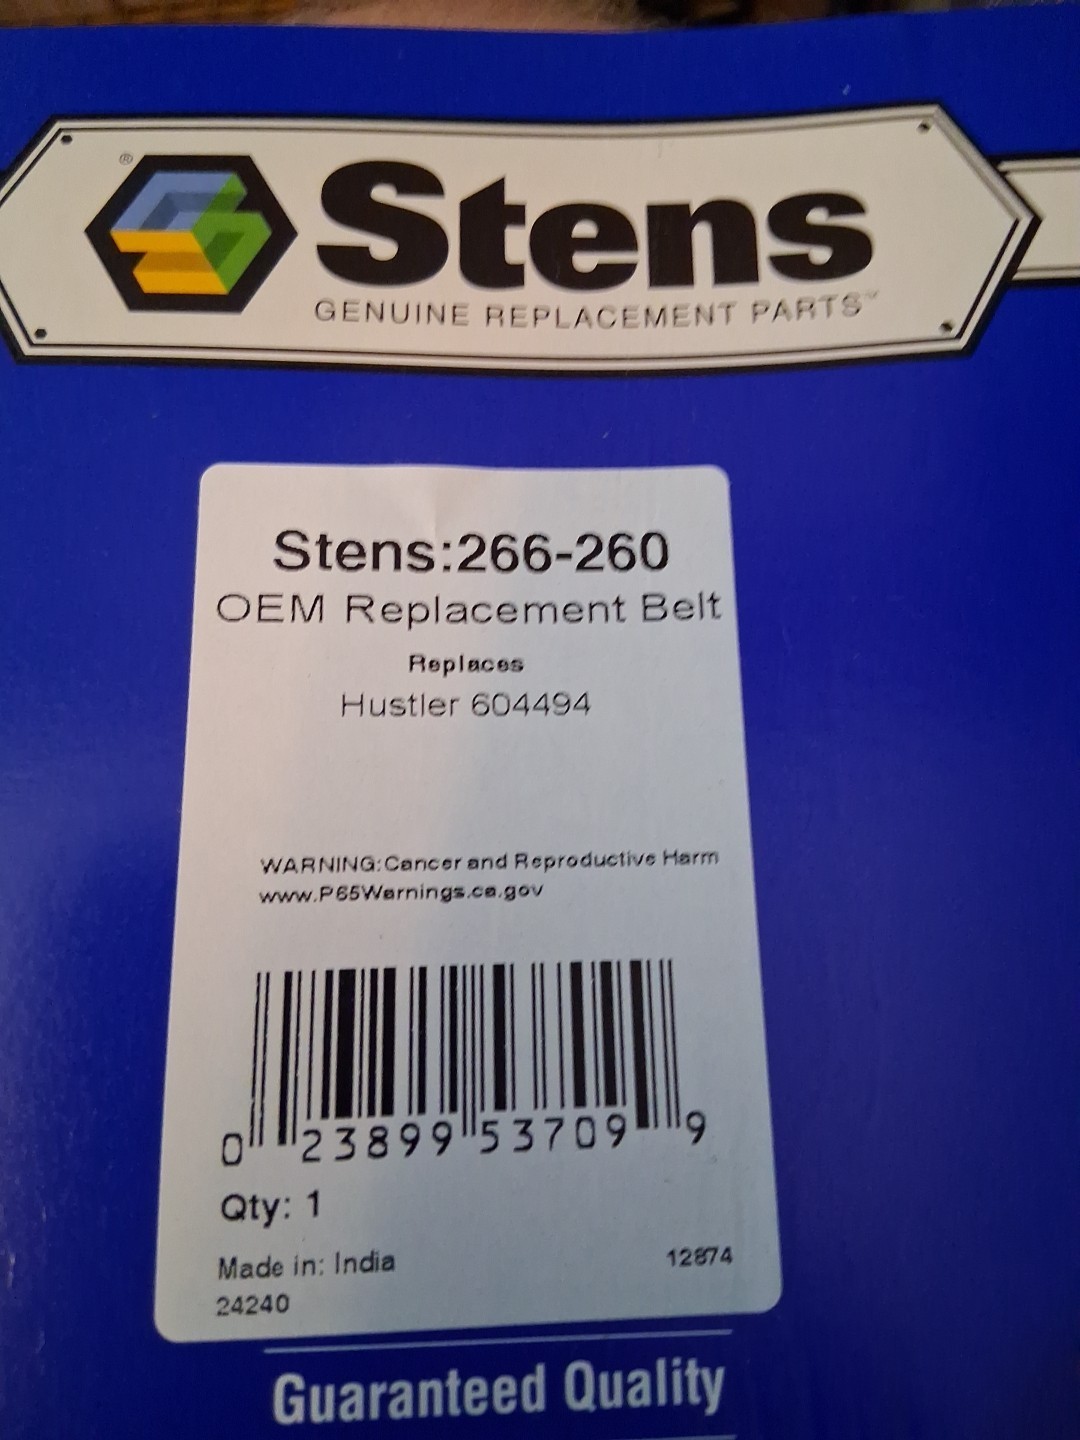 ®
Stens
GENUINE REPLACEMENT PARTS™
Stens:266-260
OEM Replacement Belt
Replaces
Hustler 604494
WARNING:Cancer and Reproductive Harm
www.P65Warnings.ca.gov
0 23899 53709 9
Qty: 1
Made in: India 12874
24240
Guaranteed Quality